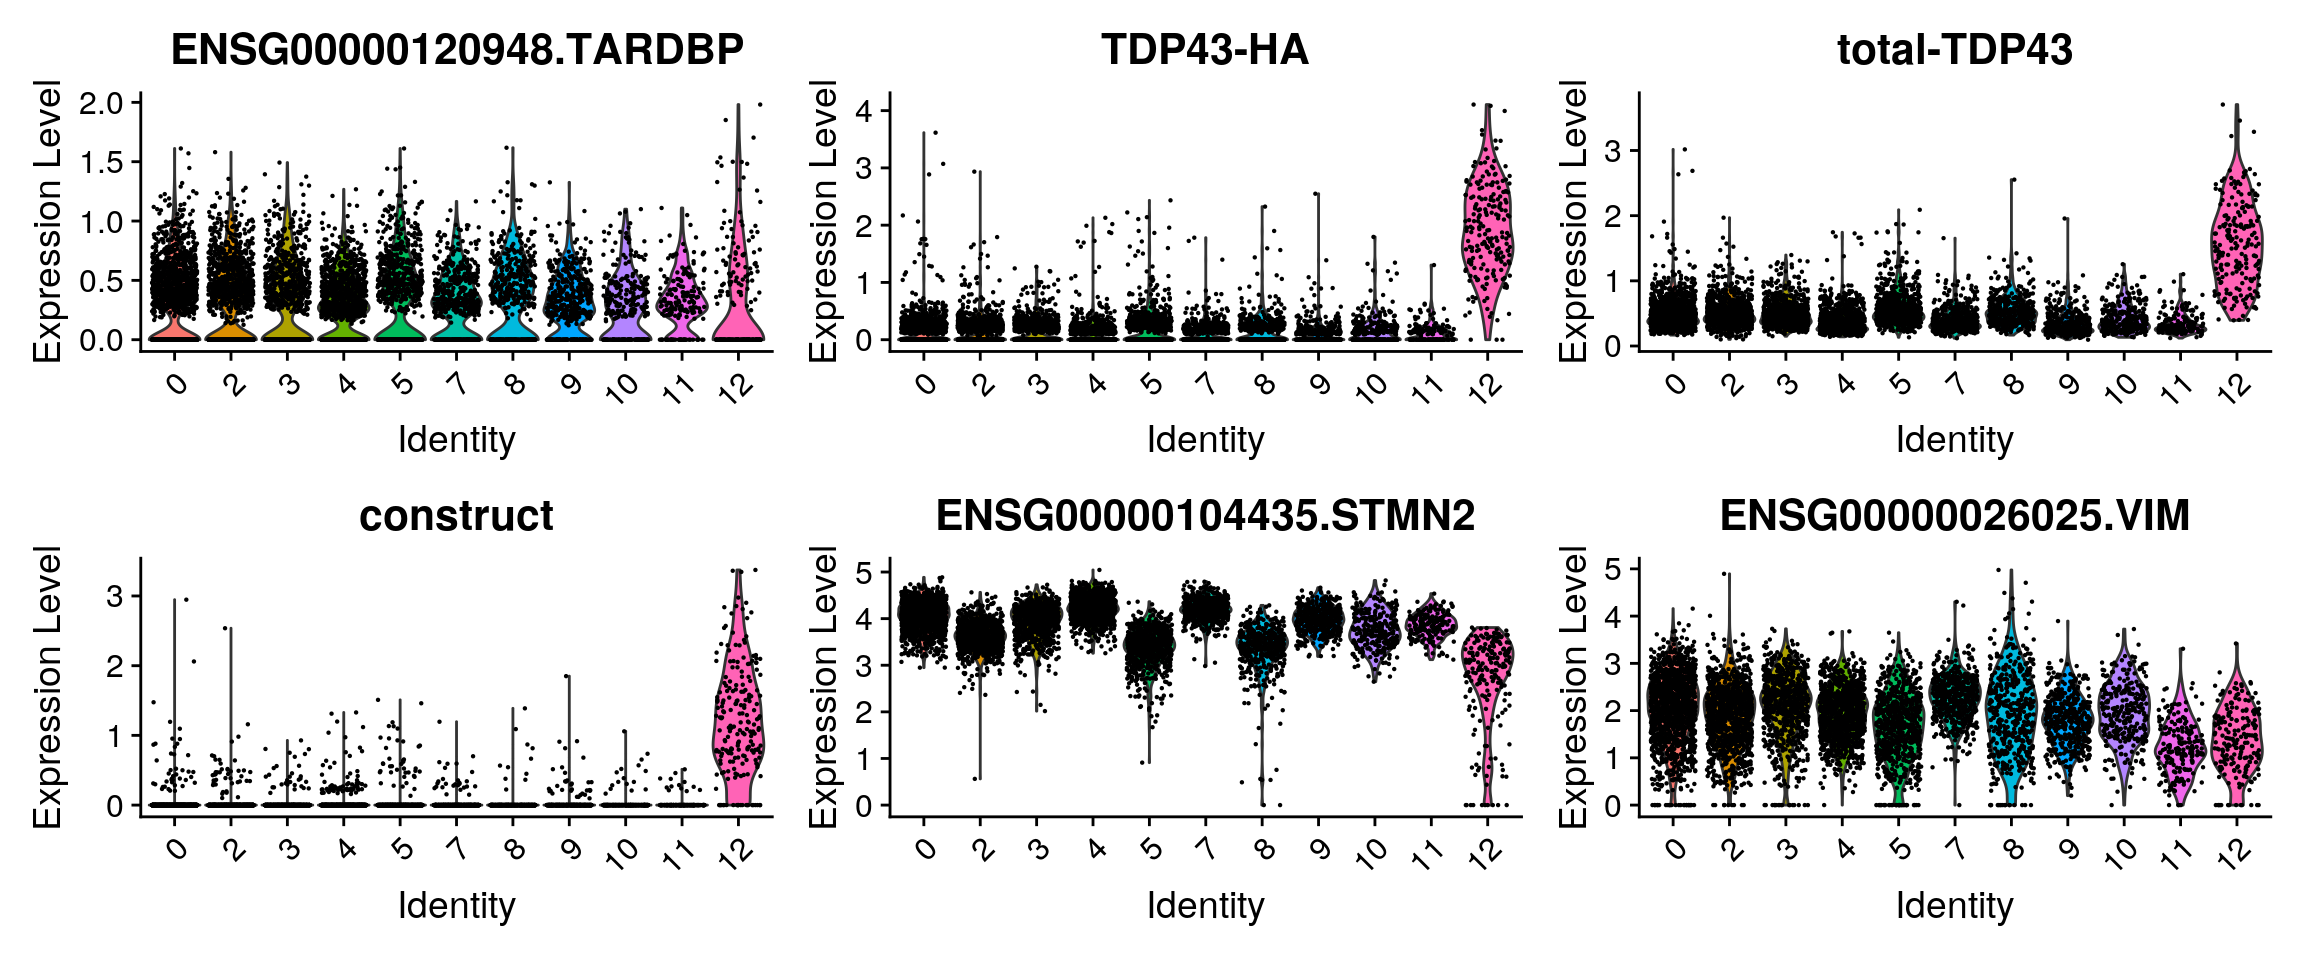 ENSG00000120948.TARDBP
Expression Level
2.0
1.5
1.0
0.5
0.0
0 2 3 4 5 7 8 9 10 11 12
Identity
TDP43-HA
Expression Level
4
3
2
1
0
0 2 3 4 5 7 8 9 10 11 12
Identity
total-TDP43
Expression Level
3
2
1
0
0 2 3 4 5 7 8 9 10 11 12
Identity
construct
Expression Level
3
2
1
0
0 2 3 4 5 7 8 9 10 11 12
Identity
ENSG00000104435.STMN2
Expression Level
5
4
3
2
1
0
0 2 3 4 5 7 8 9 10 11 12
Identity
ENSG00000026025.VIM
Expression Level
5
4
3
2
1
0
0 2 3 4 5 7 8 9 10 11 12
Identity